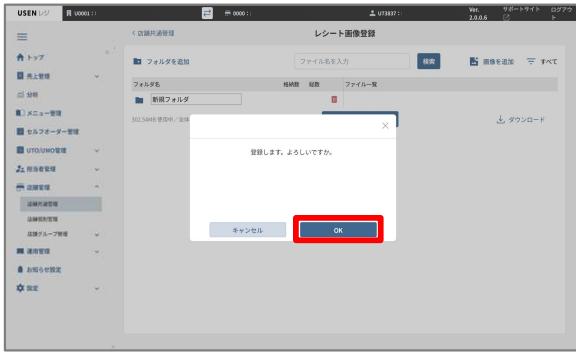 USEN レジ U0001 : : 0000 : : UT3837 : : Ver. 2.0.0.6 サポートサイト ログアウト
< 店舗共通管理 レシート画像登録
トップ
売上管理
分析
メニュー管理
セルフオーダー管理
UTO/UMO管理
担当者管理
店舗管理
店舗共通管理
店舗個別管理
店舗グループ管理
運用管理
お知らせ設定
設定
フォルダを追加 ファイル名を入力 検索 画像を追加 すべて
フォルダ名 格納数 総数 ファイル一覧
新規フォルダ
302.54MB 使用中／全体
ダウンロード
登録します。よろしいですか。
キャンセル OK